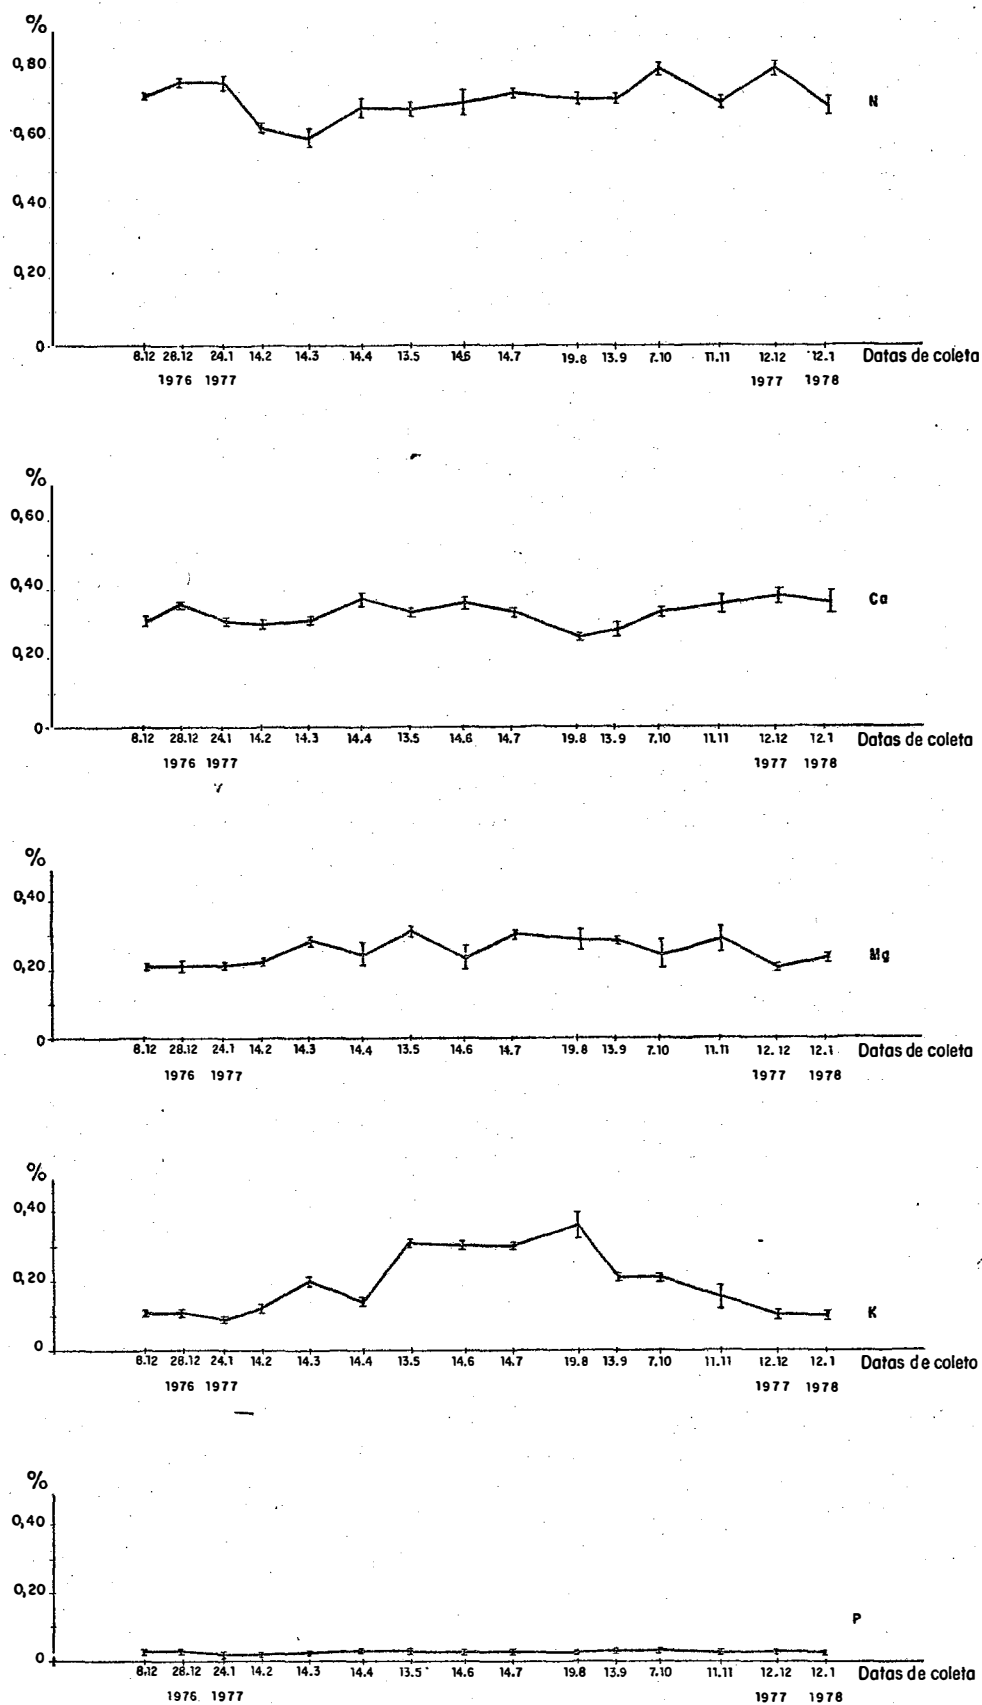 %
0,80
N
0,60
0,40
0,20
0
8.12 28.12 24.1 14.2 14.3 14.4 13.5 14.6 14.7 19.8 13.9 7.10 11.11 12.12 12.1 Datas de coleta
1976 1977 1977 1978
%
0,60
0,40
Ca
0,20
0
8.12 28.12 24.1 14.2 14.3 14.4 13.5 14.6 14.7 19.8 13.9 7.10 11.11 12.12 12.1 Datas de coleta
1976 1977 1977 1978
%
0,40
Mg
0,20
0
8.12 28.12 24.1 14.2 14.3 14.4 13.5 14.6 14.7 19.8 13.9 7.10 11.11 12.12 12.1 Datas de coleta
1976 1977 1977 1978
%
0,40
0,20
K
0
8.12 28.12 24.1 14.2 14.3 14.4 13.5 14.6 14.7 19.8 13.9 7.10 11.11 12.12 12.1 Datas de coleto
1976 1977 1977 1978
%
0,40
0,20
P
0
8.12 28.12 24.1 14.2 14.3 14.4 13.5 14.6 14.7 19.8 13.9 7.10 11.11 12.12 12.1 Datas de coleta
1976 1977 1977 1978